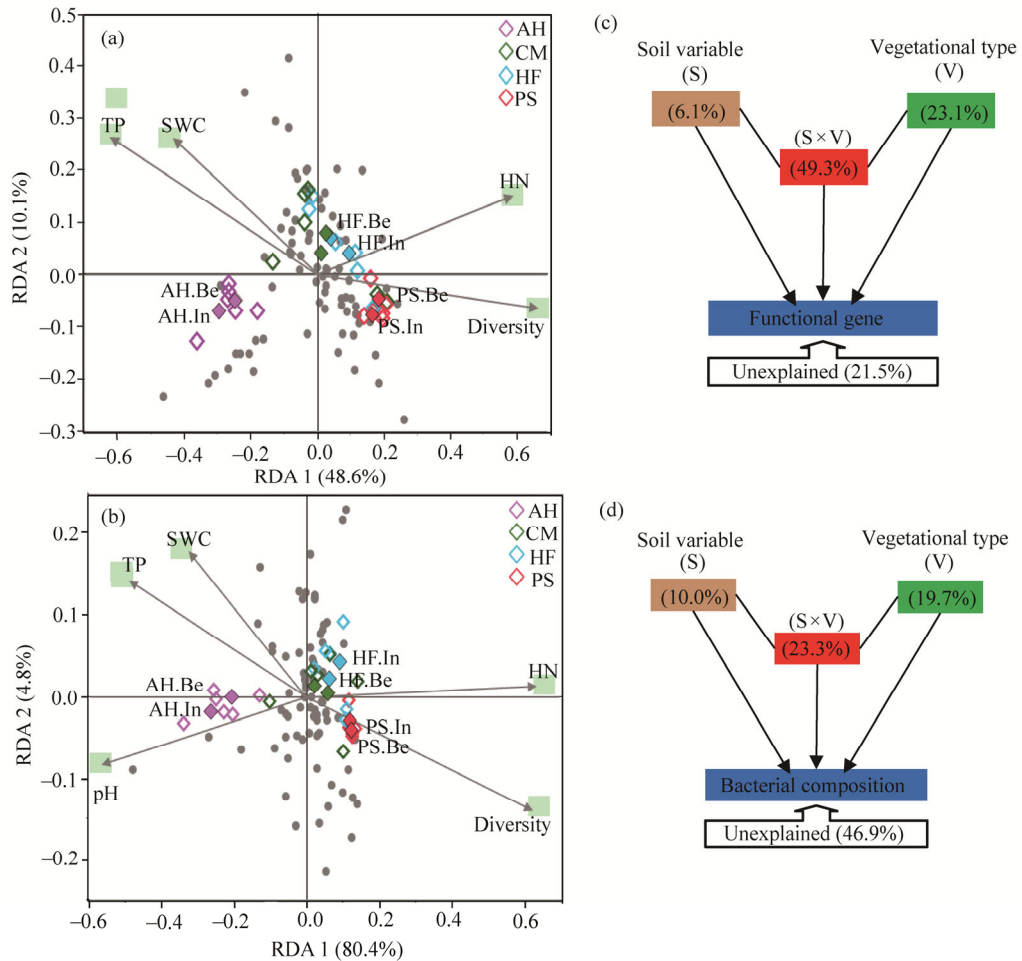 (a)
AH
CM
HF
PS
0.5
0.4
0.3
0.2
0.1
0.0
–0.1
–0.2
–0.3
RDA 2 (10.1%)
TP
SWC
HN
HF.Be
HF.In
AH.Be
AH.In
PS.Be
PS.In
Diversity
–0.6
–0.4
–0.2
0.0
0.2
0.4
0.6
RDA 1 (48.6%)
(b)
AH
CM
HF
PS
0.2
0.1
0.0
–0.1
–0.2
RDA 2 (4.8%)
SWC
TP
HF.In
HF.Be
HN
AH.Be
AH.In
PS.In
PS.Be
pH
Diversity
–0.6
–0.4
–0.2
0.0
0.2
0.4
0.6
RDA 1 (80.4%)
(c)
Soil variable
(S)
Vegetational type
(V)
(6.1%)
(23.1%)
(S×V)
(49.3%)
Functional gene
Unexplained (21.5%)
(d)
Soil variable
(S)
Vegetational type
(V)
(10.0%)
(19.7%)
(S×V)
(23.3%)
Bacterial composition
Unexplained (46.9%)